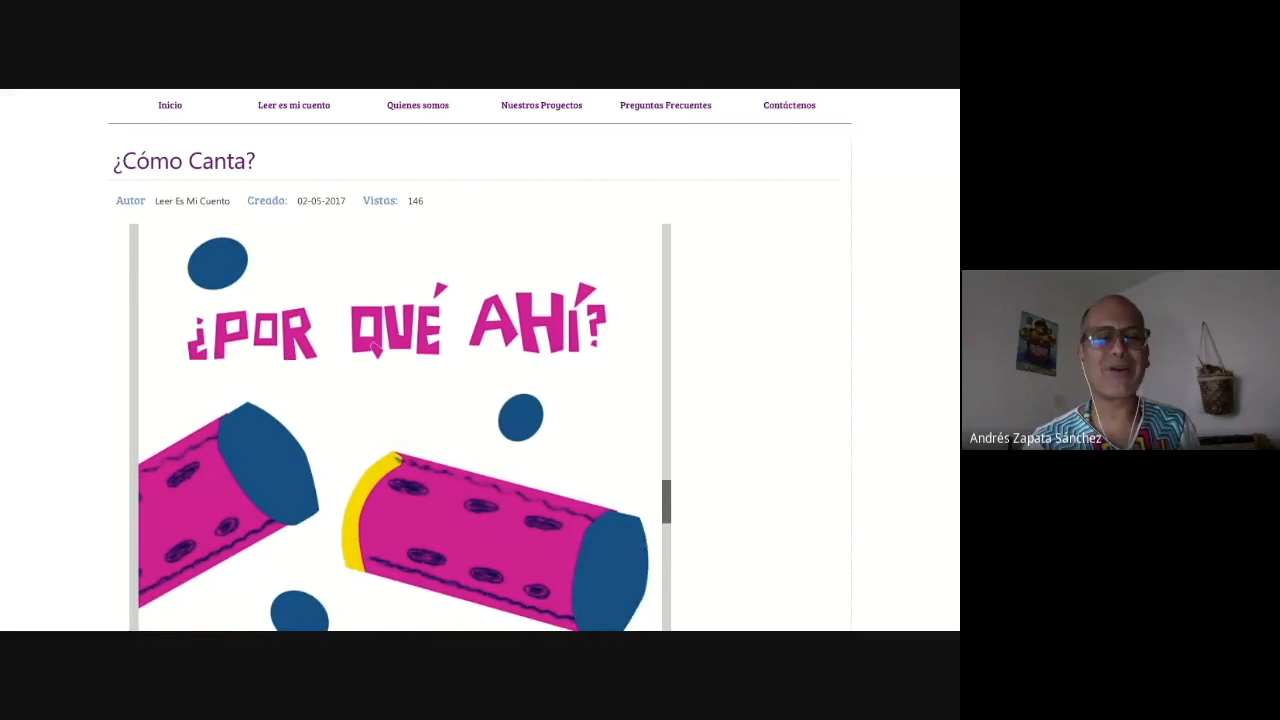 Inicio Leer es mi cuento Quienes somos Nuestros Proyectos Preguntas Frecuentes Contáctenos
¿Cómo Canta?
Autor Leer Es Mi Cuento Creado: 02-05-2017 Vistas: 146
¿POR QUÉ AHÍ?
Andrés Zapata Sánchez